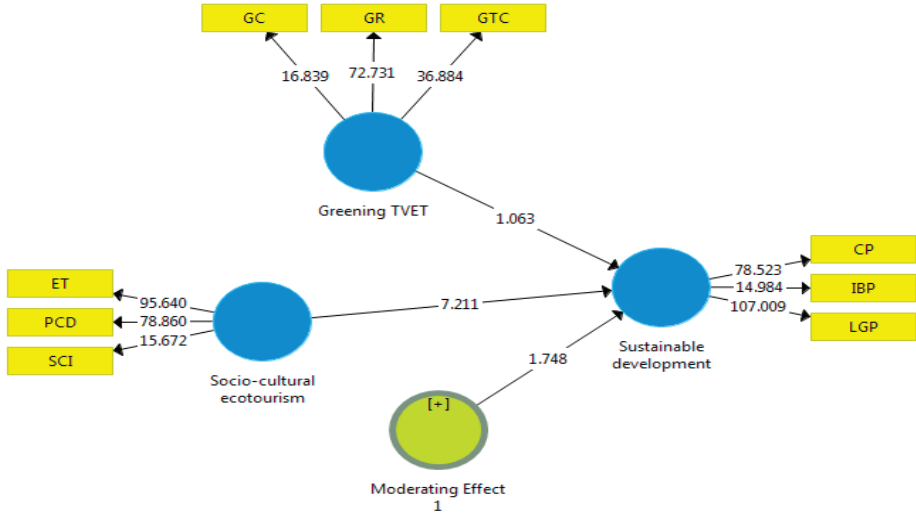 GC
GR
GTC
16.839
72.731
36.884
Greening TVET
1.063
CP
78.523
IBP
14.984
107.009
LGP
ET
95.640
PCD
78.860
15.672
SCI
7.211
Socio-cultural
ecotourism
Sustainable
development
1.748
[+]
Moderating Effect
1